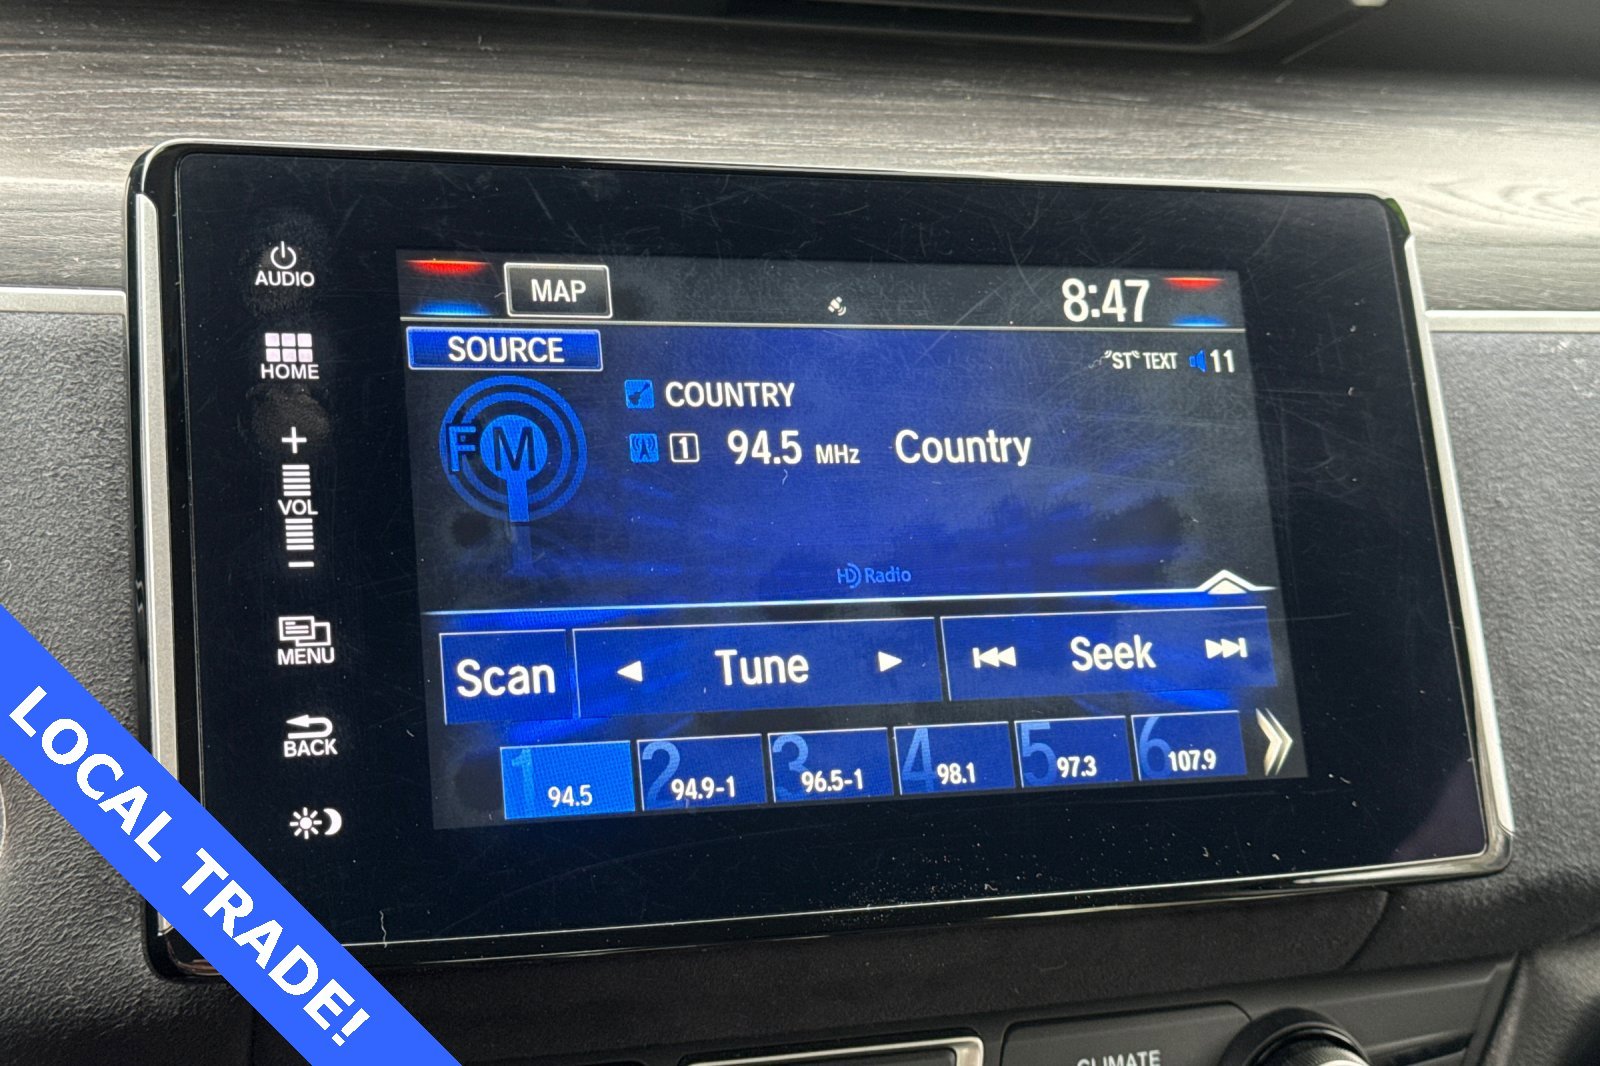 AUDIO
HOME
+
VOL
−
MENU
BACK
MAP
8:47
SOURCE
ST TEXT 11
FM
COUNTRY
1 94.5 MHz Country
HD Radio
Scan Tune Seek
1 94.5
2 94.9-1
3 96.5-1
4 98.1
5 97.3
6 107.9
LOCAL TRADE!
CLIMATE